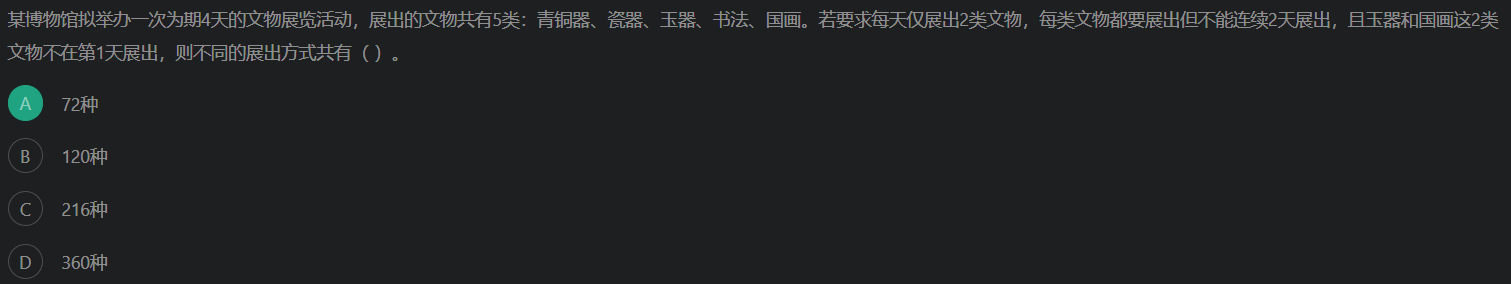 某博物馆拟举办一次为期4天的文物展览活动，展出的文物共有5类：青铜器、瓷器、玉器、书法、国画。若要求每天仅展出2类文物，每类文物都要展出但不能连续2天展出，且玉器和国画这2类
文物不在第1天展出，则不同的展出方式共有（ ）。
A 72种
B 120种
C 216种
D 360种